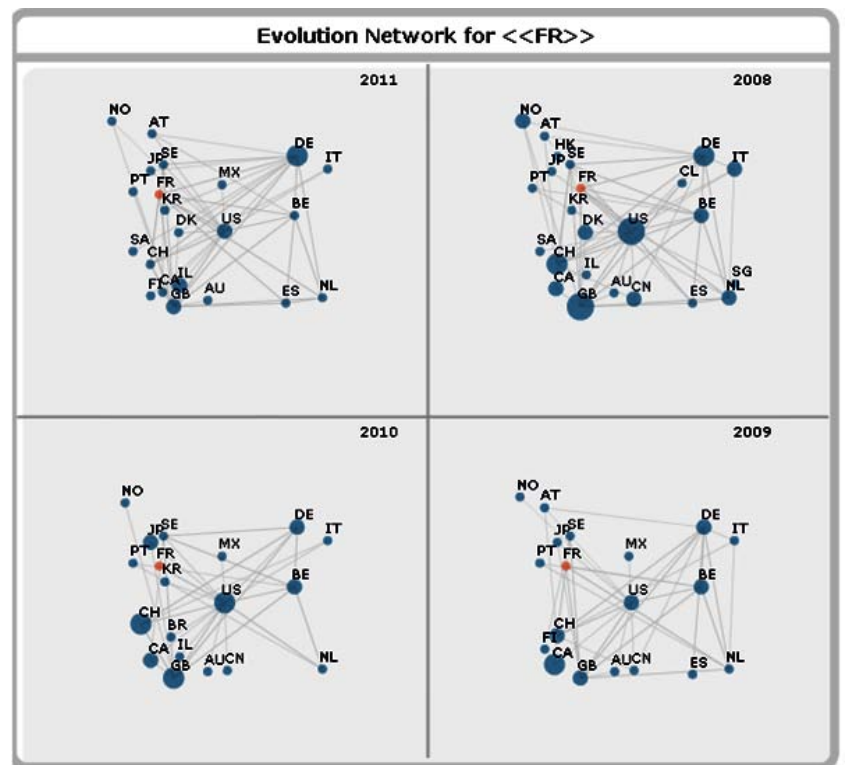 Evolution Network for <<FR>>
2011
NO
AT
DE
JP SE
IT
PT FR
MX
KR
BE
DK US
SA
CH
IL
FI CA
GB AU
ES NL
2008
NO
AT
HK
DE
JP SE
IT
PT FR
CL
KR
BE
DK US
SA
CH
IL
SG
CA
AU CN
NL
GB
ES
2010
NO
DE
JP SE
IT
PT FR
MX
KR
BE
US
CH
BR
CA IL
GB AU CN
NL
2009
NO
AT
DE
JP SE
IT
PT FR
MX
BE
US
CH
FI
CA
GB AU CN
ES NL